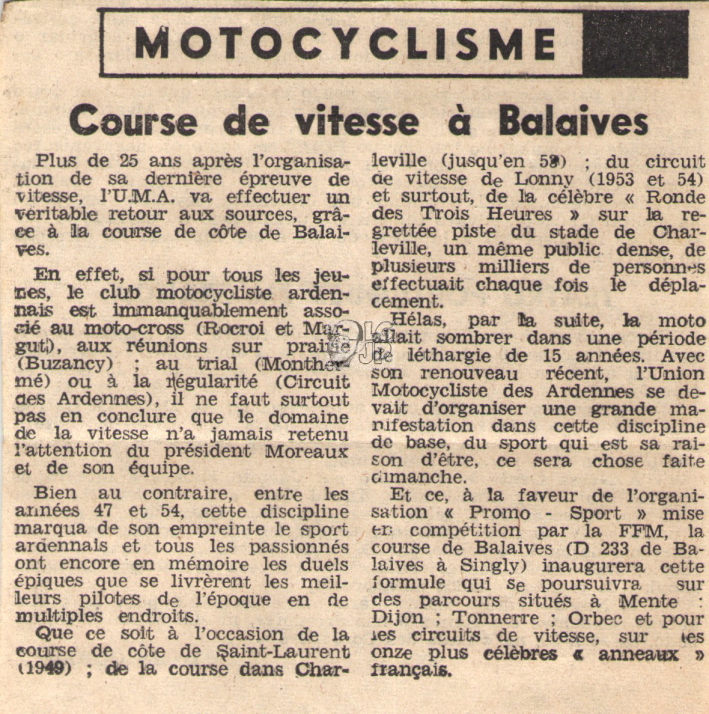 MOTOCYCLISME
Course de vitesse à Balaives
Plus de 25 ans après l'organisa-
tion de sa dernière épreuve de
vitesse, l'U.M.A. va effectuer un
véritable retour aux sources, grâ-
ce à la course de côte de Balai-
ves.
En effet, si pour tous les jeu-
nes, le club motocycliste arden-
nais est immanquablement asso-
cié au moto-cross (Rocroi et Mar-
gut), aux réunions sur prairie
(Buzancy) ; au trial (Monther-
mé) ou à la régularité (Circuit
des Ardennes), il ne faut surtout
pas en conclure que le domaine
de la vitesse n'a jamais retenu
l'attention du président Moreaux
et de son équipe.
Bien au contraire, entre les
années 47 et 54, cette discipline
marqua de son empreinte le sport
ardennais et tous les passionnés
ont encore en mémoire les duels
épiques que se livrèrent les meil-
leurs pilotes de l'époque en de
multiples endroits.
Que ce soit à l'occasion de la
course de côte de Saint-Laurent
(1949) ; de la course dans Char-
leville (jusqu'en ) ; du circuit
de vitesse de Lonny (1953 et 54)
et surtout, de la célèbre « Ronde
des Trois Heures » sur la re-
grettée piste du stade de Char-
leville, un même public dense, de
plusieurs milliers de personnes
effectuait chaque fois le dépla-
cement.
Hélas, par la suite, la moto
allait sombrer dans une période
de léthargie de 15 années. Avec
son renouveau récent, l'Union
Motocycliste des Ardennes se de-
vait d'organiser une grande ma-
nifestation dans cette discipline
de base, du sport qui est sa rai-
son d'être, ce sera chose faite
dimanche.
Et ce, à la faveur de l'organi-
sation « Promo - Sport » mise
en compétition par la FFM, la
course de Balaives (D 233 de Ba-
laives à Singly) inaugurera cette
formule qui se poursuivra sur
des parcours situés à Mente :
Dijon ; Tonnerre ; Orbec et pour
les circuits de vitesse, sur les
onze plus célèbres « anneaux »
français.